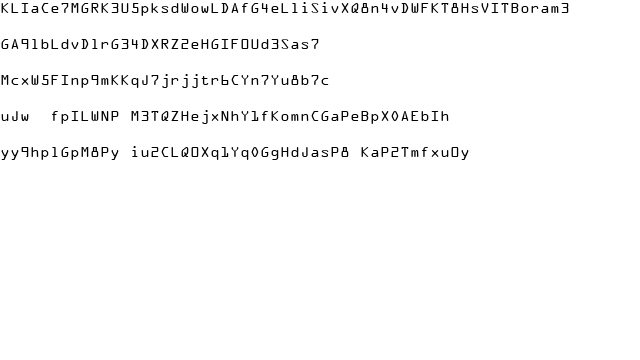 KLIaCe7MGRK3U5pksdWowLDAfG4eLliSivXQ8n4vDWFKT8HsVITBoram3
GA9lbLdvDlrG34DXRZ2eHGIFOUd3Sas7
McxW5FInp9mKKqJ7jrjjtr6CYn7Yu8b7c
uJw  fpILWNP M3TQZHejxNhY1fKomnCGaPeBpX0AEbIh
yy9hplGpM8Py iu2CLQOXq1Yq0GgHdJasP8 KaP2TmfxuOy